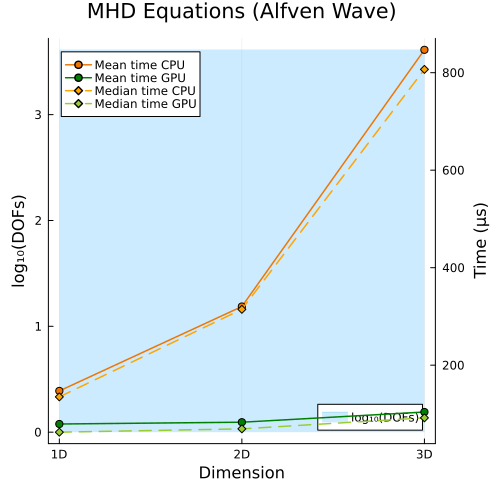 MHD Equations (Alfven Wave)
Mean time CPU
Mean time GPU
Median time CPU
Median time GPU
log₁₀(DOFs)
3
2
1
0
log₁₀(DOFs)
800
600
400
200
Time (μs)
1D
2D
3D
Dimension